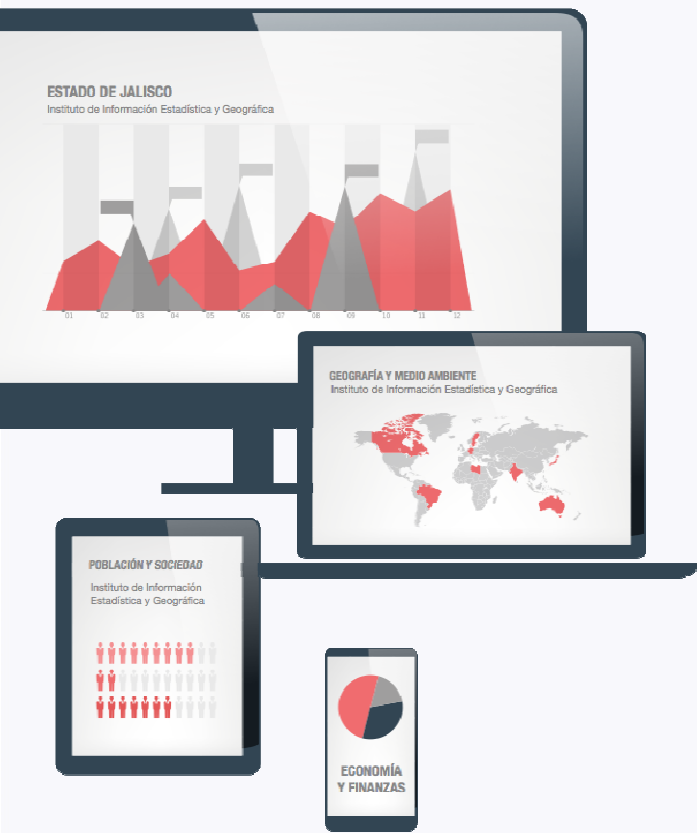 ESTADO DE JALISCO
Instituto de Información Estadística y Geográfica
01 02 03 04 05 06 07 08 09 10 11 12
GEOGRAFÍA Y MEDIO AMBIENTE
Instituto de Información Estadística y Geográfica
POBLACIÓN Y SOCIEDAD
Instituto de Información
Estadística y Geográfica
ECONOMÍA
Y FINANZAS